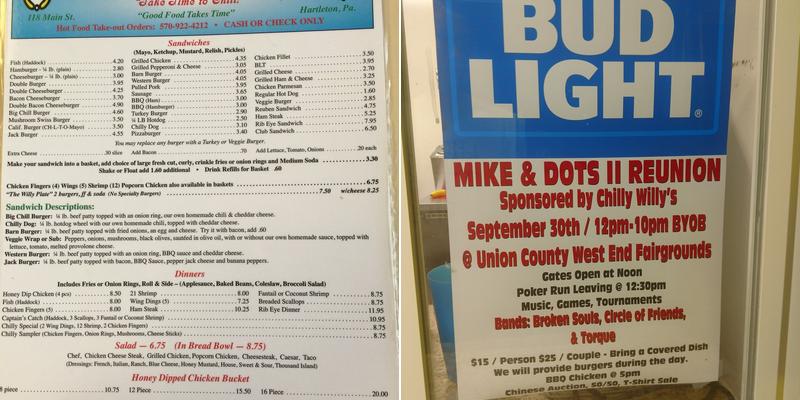 "Take Time to Chill!"
118 Main St.
"Good Food Takes Time"
Hartleton, Pa.
Hot Food Take-out Orders: 570-922-4212 • CASH OR CHECK ONLY
Sandwiches
(Mayo, Ketchup, Mustard, Relish, Pickles)
Fish (Haddock) 4.20
Hamburger - ¼ lb. (plain) 2.80
Cheeseburger – ¼ lb. (plain) 3.00
Double Burger 3.95
Double Cheeseburger 4.25
Bacon Cheeseburger 3.70
Double Bacon Cheeseburger 4.90
Big Chill Burger 4.60
Mushroom Swiss Burger 3.50
Calif. Burger (CH-L-T-O-Mayo) 3.50
Jack Burger 4.55
Grilled Chicken 4.35
Grilled Pepperoni & Cheese 3.05
Barn Burger 4.05
Western Burger 4.05
Pulled Pork 3.95
Sausage 3.65
BBQ (Ham) 3.00
BBQ (Hamburger) 3.00
Turkey Burger 2.90
¼ LB Hotdog 2.50
Chilly Dog 3.10
Pizzaburger 3.40
Chicken Fillet 3.50
BLT 3.95
Grilled Cheese 2.70
Grilled Ham & Cheese 3.25
Chicken Parmesan 3.50
Regular Hot Dog 1.60
Veggie Burger 2.85
Reuben Sandwich 4.75
Ham Steak 5.25
Rib Eye Sandwich 7.95
Club Sandwich 6.50
You may replace any burger with a Turkey or Veggie Burger.
Extra Cheese .30 slice Add Bacon .70 Add Lettuce, Tomato, Onions .20 each
Make your sandwich into a basket, add choice of large fresh cut, curly, crinkle fries or onion rings and Medium Soda 3.30
Shake or Float add 1.60 additional • Drink Refills for Basket .60
Chicken Fingers (4) Wings (5) Shrimp (12) Popcorn Chicken also available in baskets 6.75
"The Willy Plate" 2 burgers, ff & soda (No Specialty Burgers) 7.50 w/cheese 8.25
Sandwich Descriptions:
Big Chill Burger: ¼ lb. beef patty topped with an onion ring, our own homemade chili & cheddar cheese.
Chilly Dog: ¼ lb. hotdog wheel with our own homemade chili, topped with cheddar cheese.
Barn Burger: ¼ lb. beef patty topped with fried onions, an egg and cheese. Try it with bacon, add .60
Veggie Wrap or Sub: Peppers, onions, mushrooms, black olives, sautéed in olive oil, with or without our own homemade sauce, topped with
lettuce, tomato, melted provolone cheese.
Western Burger: ¼ lb. beef patty topped with an onion ring, BBQ sauce and cheddar cheese.
Jack Burger: ¼ lb. beef patty topped with bacon, BBQ Sauce, pepper jack cheese and banana peppers.
Dinners
Includes Fries or Onion Rings, Roll & Side – (Applesauce, Baked Beans, Coleslaw, Broccoli Salad)
Honey Dip Chicken (4 pcs) 8.50
Fish (Haddock) 8.00
Chicken Fingers (5) 8.00
21 Shrimp 8.00
Wing Dings (5) 7.25
Ham Steak 10.25
Fantail or Coconut Shrimp 8.75
Breaded Scallops 8.75
Rib Eye Dinner 11.95
Captain's Catch (Haddock, 3 Scallops, 3 Fantail or Coconut Shrimp) 10.95
Chilly Special (2 Wing Dings, 12 Shrimp, 2 Chicken Fingers) 8.75
Chilly Sampler (Chicken Fingers, Onion Rings, Mushrooms, Cheese Sticks) 8.75
Salad — 6.75 (In Bread Bowl — 8.75)
Chef, Chicken Cheese Steak, Grilled Chicken, Popcorn Chicken, Cheesesteak, Caesar, Taco
(Dressings: French, Italian, Ranch, Blue Cheese, Honey Mustard, House, Sweet & Sour, Thousand Island)
Honey Dipped Chicken Bucket
8 piece 10.75 12 Piece 15.50 16 Piece 20.00
BUD
LIGHT®
MIKE & DOTS II REUNION
Sponsored by Chilly Willy's
September 30th / 12pm-10pm BYOB
@ Union County West End Fairgrounds
Gates Open at Noon
Poker Run Leaving @ 12:30pm
Music, Games, Tournaments
Bands: Broken Souls, Circle of Friends,
& Torque
$15 / Person $25 / Couple - Bring a Covered Dish
We will provide burgers during the day.
BBQ Chicken @ 5pm
Chinese Auction, 50/50, T-Shirt Sale